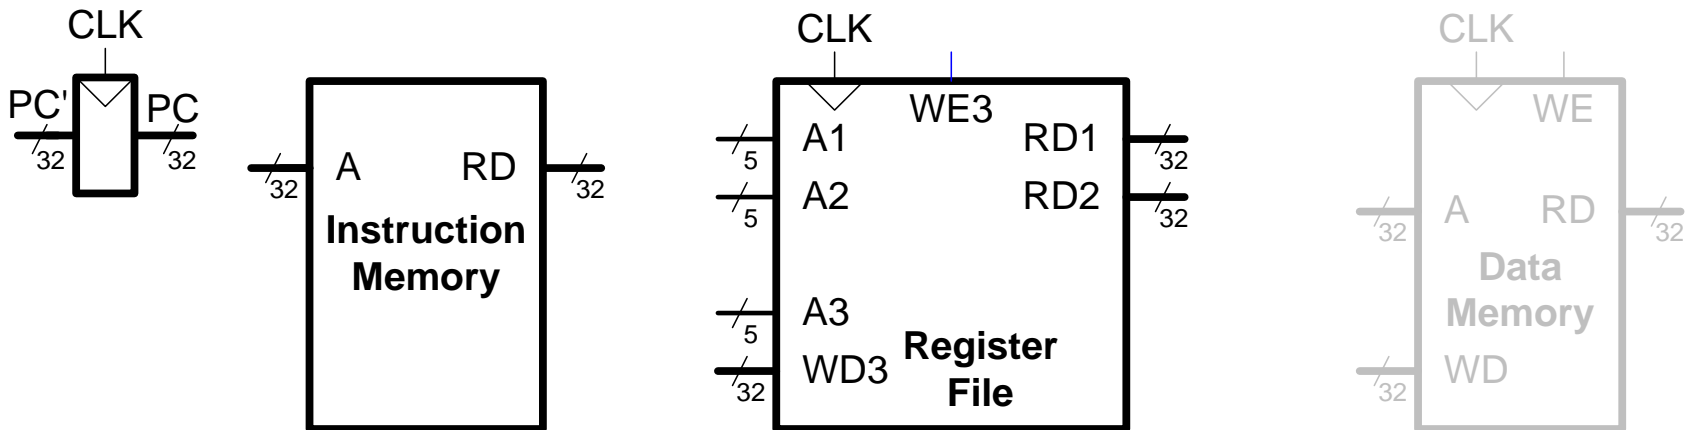 CLK
PC'
PC
32
32
A
RD
32
32
Instruction
Memory
CLK
WE3
A1
RD1
5
32
A2
RD2
5
32
A3
5
WD3
32
Register
File
CLK
WE
A
RD
32
32
Data
Memory
WD
32